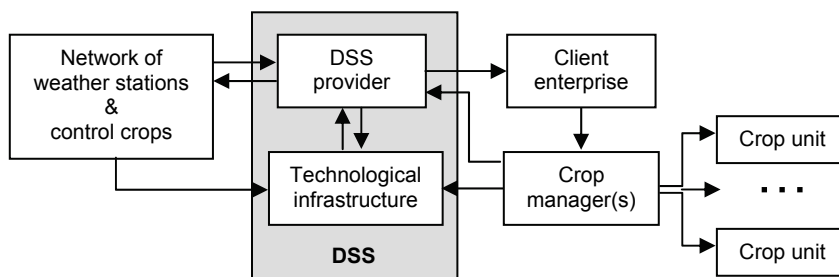 Network of
weather stations
&
control crops
DSS
provider
Client
enterprise
Technological
infrastructure
Crop
manager(s)
Crop unit
. . .
Crop unit
DSS